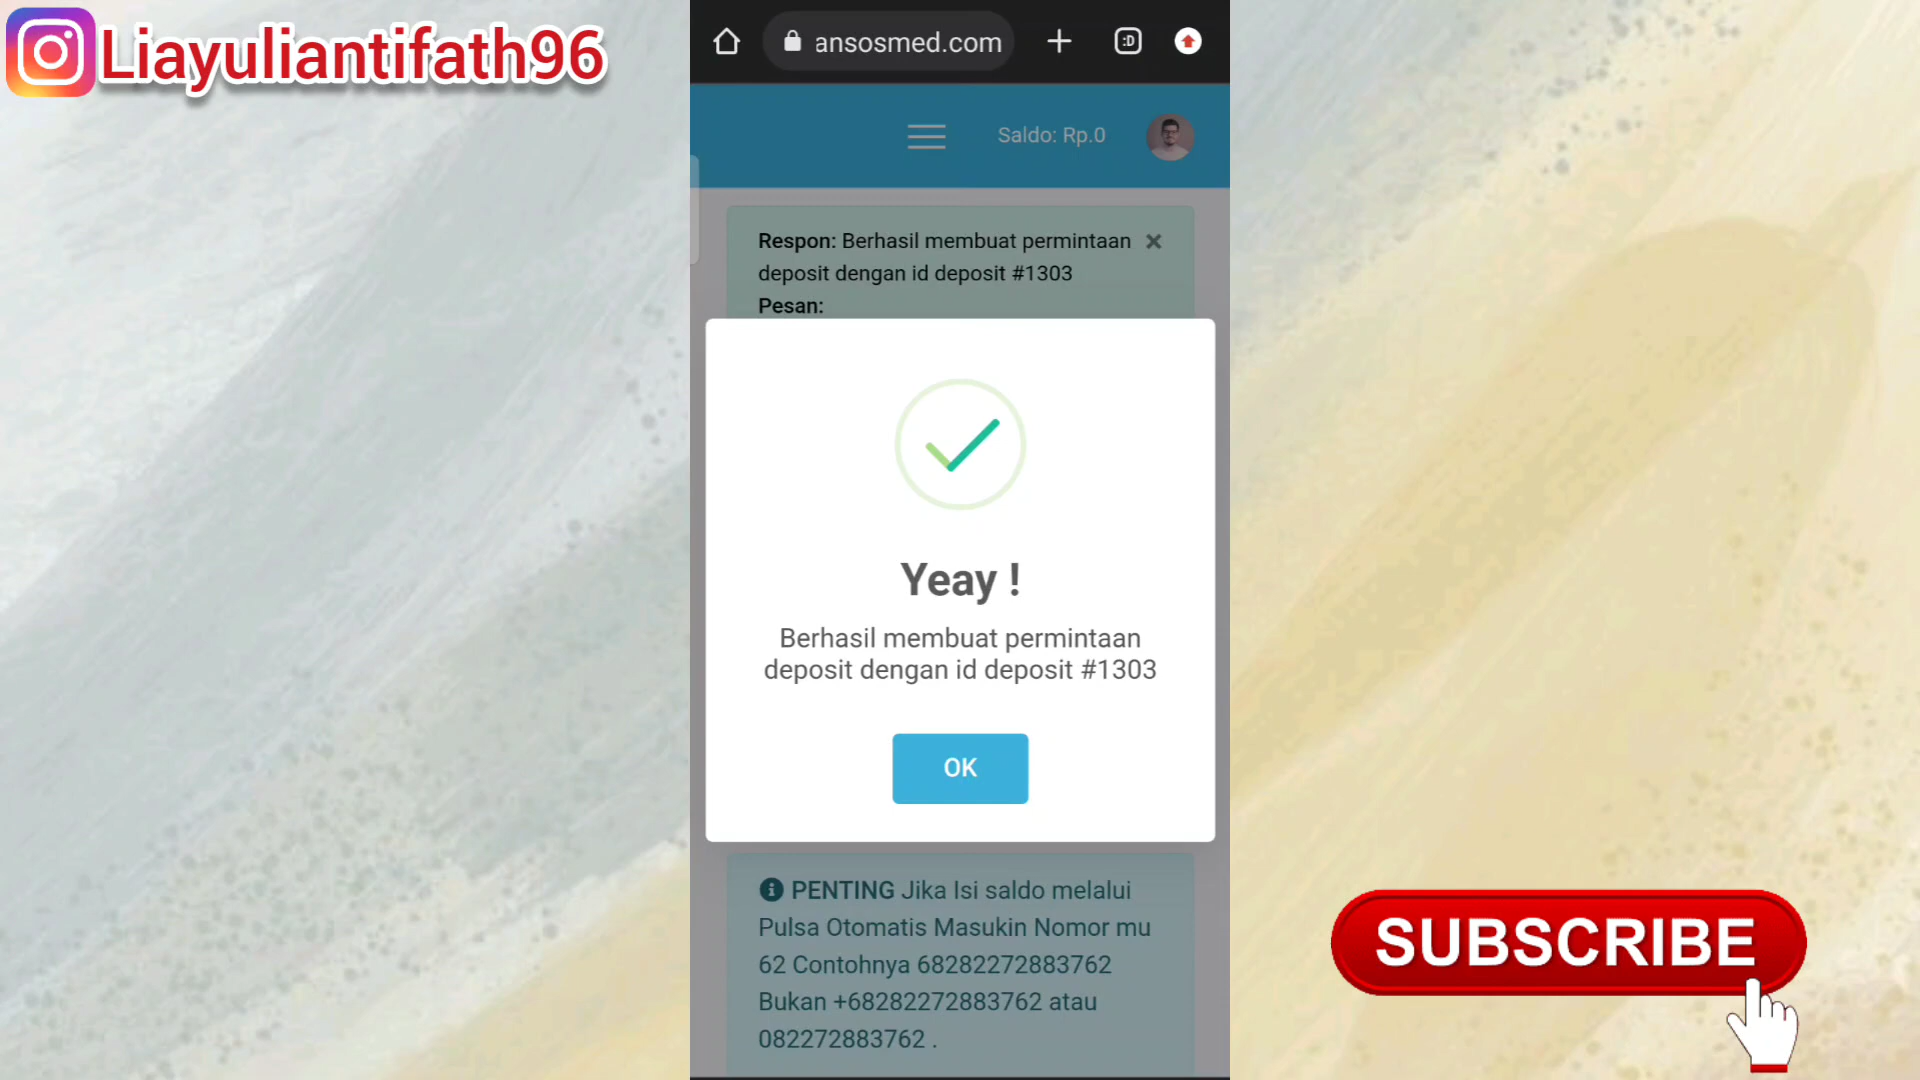 Liayuliantifath96
ansosmed.com
:D
Saldo: Rp.0
Respon: Berhasil membuat permintaan
deposit dengan id deposit #1303
Pesan:
Yeay !
Berhasil membuat permintaan
deposit dengan id deposit #1303
OK
PENTING Jika Isi saldo melalui
Pulsa Otomatis Masukin Nomor mu
62 Contohnya 68282272883762
Bukan +68282272883762 atau
082272883762 .
SUBSCRIBE